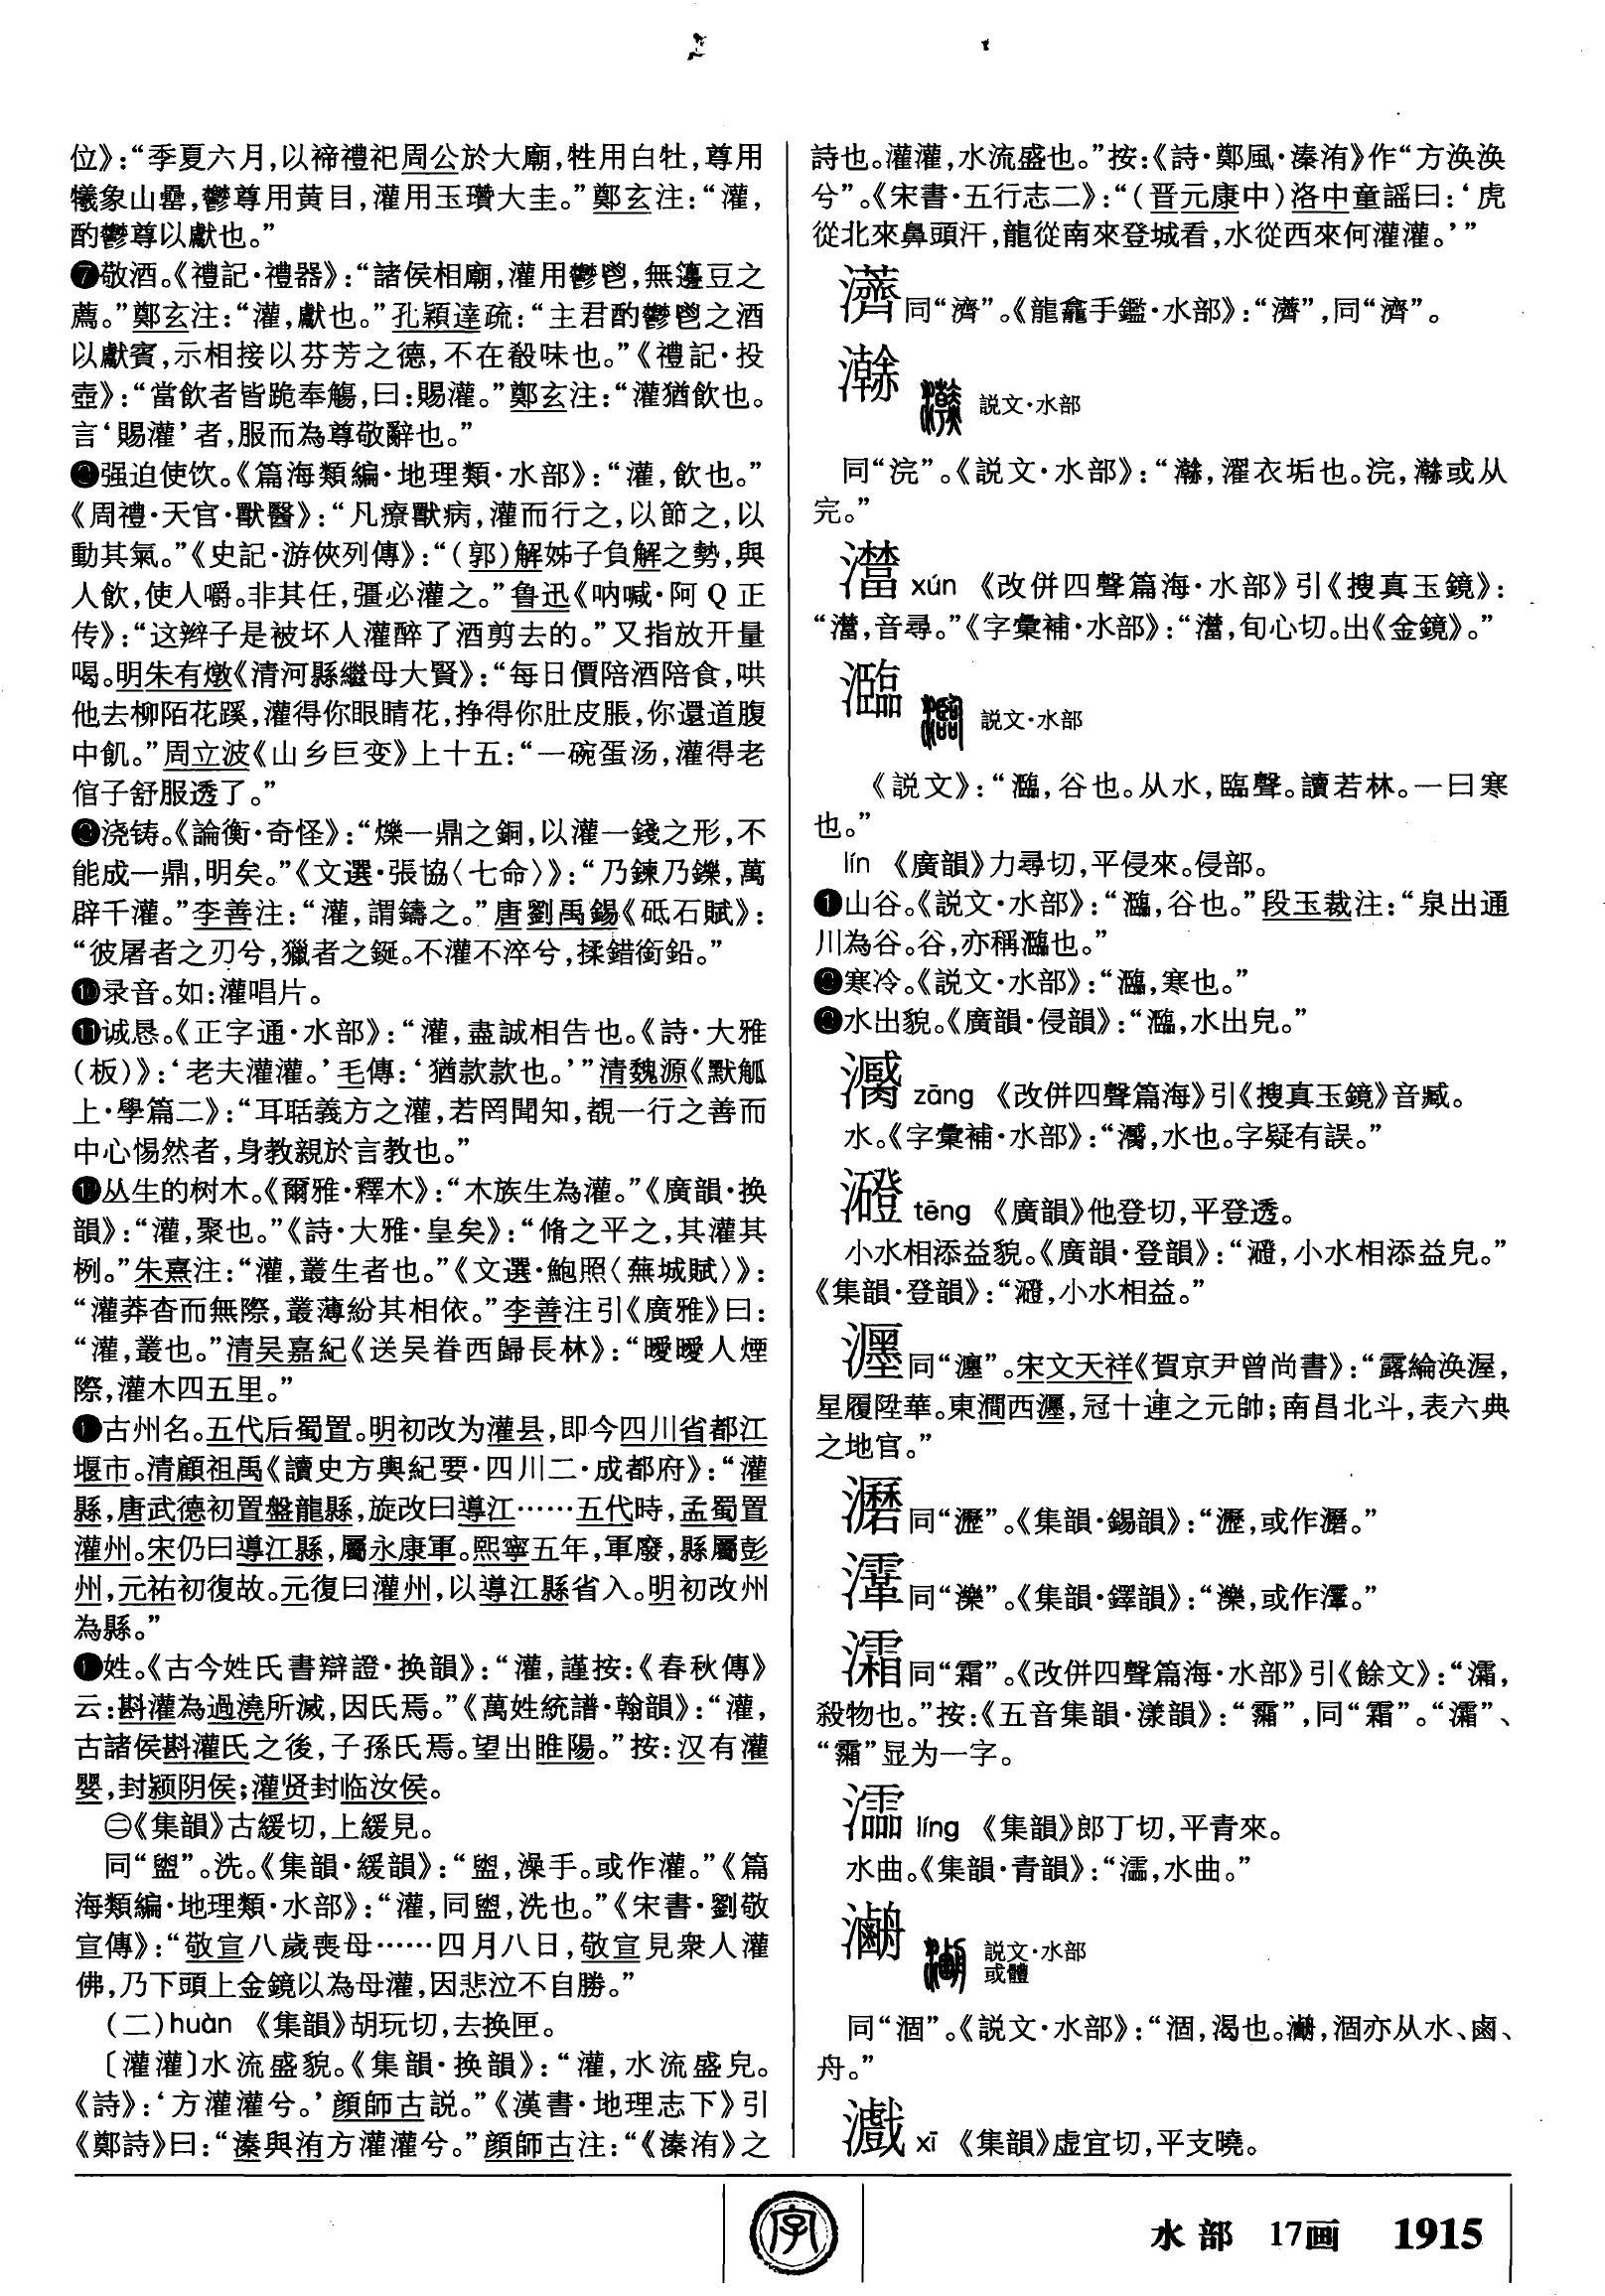 位》：“季夏六月，以禘禮祀周公於大廟，牲用白牡，尊用
犧象山罍，鬱尊用黄目，灌用玉瓚大圭。”鄭玄注：“灌，
酌鬱尊以獻也。”
❼敬酒。《禮記·禮器》：“諸侯相廟，灌用鬱鬯，無籩豆之
薦。”鄭玄注：“灌，獻也。”孔穎達疏：“主君酌鬱鬯之酒
以獻賓，示相接以芬芳之德，不在殽味也。”《禮記·投
壺》：“當飲者皆跪奉觴，曰：賜灌。”鄭玄注：“灌猶飲也。
言‘賜灌’者，服而為尊敬辭也。”
❽强迫使饮。《篇海類編·地理類·水部》：“灌，飲也。”
《周禮·天官·獸醫》：“凡療獸病，灌而行之，以節之，以
動其氣。”《史記·游俠列傳》：“（郭）解姊子負解之勢，與
人飲，使人嚼。非其任，彊必灌之。”鲁迅《呐喊·阿Q正
传》：“这辫子是被坏人灌醉了酒剪去的。”又指放开量
喝。明朱有燉《清河縣繼母大賢》：“每日價陪酒陪食，哄
他去柳陌花蹊，灌得你眼睛花，挣得你肚皮脹，你還道腹
中飢。”周立波《山乡巨变》上十五：“一碗蛋汤，灌得老
倌子舒服透了。”
❾浇铸。《論衡·奇怪》：“爍一鼎之銅，以灌一錢之形，不
能成一鼎，明矣。”《文選·張協〈七命〉》：“乃鍊乃鑠，萬
辟千灌。”李善注：“灌，謂鑄之。”唐劉禹錫《砥石賦》：
“彼屠者之刃兮，獵者之鋋。不灌不淬兮，揉錯銜鉛。”
❿录音。如：灌唱片。
⓫诚恳。《正字通·水部》：“灌，盡誠相告也。《詩·大雅
（板）》：‘老夫灌灌。’毛傳：‘猶款款也。’”清魏源《默觚
上·學篇二》：“耳聒義方之灌，若罔聞知，覩一行之善而
中心惕然者，身教親於言教也。”
⓬丛生的树木。《爾雅·釋木》：“木族生為灌。”《廣韻·换
韻》：“灌，聚也。”《詩·大雅·皇矣》：“脩之平之，其灌其
栵。”朱熹注：“灌，叢生者也。”《文選·鮑照〈蕪城賦〉》：
“灌莽杳而無際，叢薄紛其相依。”李善注引《廣雅》曰：
“灌，叢也。”清吴嘉紀《送吴眷西歸長林》：“曖曖人煙
際，灌木四五里。”
⓭古州名。五代后蜀置。明初改为灌县，即今四川省都江
堰市。清顧祖禹《讀史方輿紀要·四川二·成都府》：“灌
縣，唐武德初置盤龍縣，旋改曰導江……五代時，孟蜀置
灌州。宋仍曰導江縣，屬永康軍。熙寧五年，軍廢，縣屬彭
州，元祐初復故。元復曰灌州，以導江縣省入。明初改州
為縣。”
⓮姓。《古今姓氏書辯證·换韻》：“灌，謹按：《春秋傳》
云：斟灌為過澆所滅，因氏焉。”《萬姓統譜·翰韻》：“灌，
古諸侯斟灌氏之後，子孫氏焉。望出睢陽。”按：汉有灌
婴，封颍阴侯；灌贤封临汝侯。
㊂《集韻》古緩切，上緩見。
同“盥”。洗。《集韻·緩韻》：“盥，澡手。或作灌。”《篇
海類編·地理類·水部》：“灌，同盥，洗也。”《宋書·劉敬
宣傳》：“敬宣八歲喪母……四月八日，敬宣見衆人灌
佛，乃下頭上金鏡以為母灌，因悲泣不自勝。”
（二）huàn 《集韻》胡玩切，去换匣。
〔灌灌〕水流盛貌。《集韻·换韻》：“灌，水流盛皃。
《詩》：‘方灌灌兮。’顔師古説。”《漢書·地理志下》引
《鄭詩》曰：“溱與洧方灌灌兮。”顔師古注：“《溱洧》之
詩也。灌灌，水流盛也。”按：《詩·鄭風·溱洧》作“方涣涣
兮”。《宋書·五行志二》：“（晋元康中）洛中童謡曰：‘虎
從北來鼻頭汗，龍從南來登城看，水從西來何灌灌。’”
同“濟”。《龍龕手鑑·水部》：“”，同“濟”。
㶕 説文·水部
同“浣”。《説文·水部》：“㶕，濯衣垢也。浣，㶕或从
完。”
xún 《改併四聲篇海·水部》引《搜真玉鏡》：
“，音尋。”《字彙補·水部》：“，旬心切。出《金鏡》。”
㵉 説文·水部
《説文》：“，谷也。从水，臨聲。讀若林。一曰寒
也。”
lín 《廣韻》力尋切，平侵來。侵部。
❶山谷。《説文·水部》：“，谷也。”段玉裁注：“泉出通
川為谷。谷，亦稱也。”
❷寒冷。《説文·水部》：“，寒也。”
❸水出貌。《廣韻·侵韻》：“，水出皃。”
zāng 《改併四聲篇海》引《搜真玉鏡》音臧。
水。《字彙補·水部》：“，水也。字疑有誤。”
tēng 《廣韻》他登切，平登透。
小水相添益貌。《廣韻·登韻》：“，小水相添益皃。”
《集韻·登韻》：“，小水相益。”
同“瀍”。宋文天祥《賀京尹曾尚書》：“露綸涣渥，
星履陞華。東澗西，冠十連之元帥；南昌北斗，表六典
之地官。”
同“瀝”。《集韻·錫韻》：“瀝，或作。”
同“濼”。《集韻·鐸韻》：“濼，或作。”
同“霜”。《改併四聲篇海·水部》引《餘文》：“，
殺物也。”按：《五音集韻·漾韻》：“”，同“霜”。“”、
“”显为一字。
líng 《集韻》郎丁切，平青來。
水曲。《集韻·青韻》：“，水曲。”
説文·水部
或體
同“涸”。《説文·水部》：“涸，渴也。，涸亦从水、鹵、
舟。”
xī 《集韻》虚宜切，平支曉。
字
水部 17画 1915